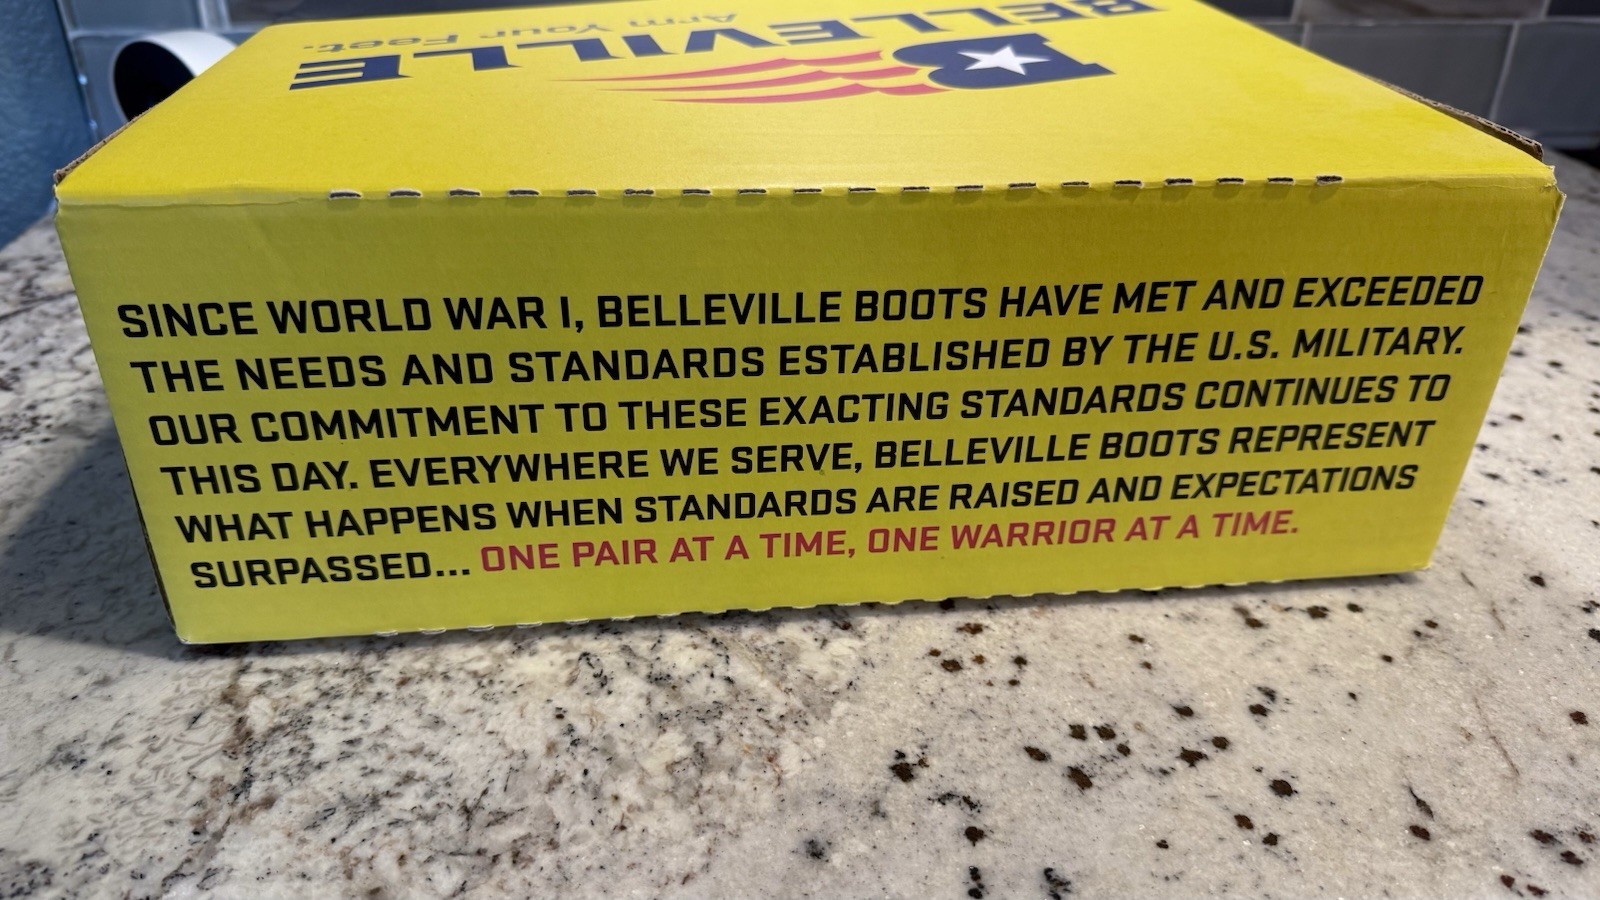 BELLEVILLE
Arm Your Feet.
SINCE WORLD WAR I, BELLEVILLE BOOTS HAVE MET AND EXCEEDED
THE NEEDS AND STANDARDS ESTABLISHED BY THE U.S. MILITARY.
OUR COMMITMENT TO THESE EXACTING STANDARDS CONTINUES TO
THIS DAY. EVERYWHERE WE SERVE, BELLEVILLE BOOTS REPRESENT
WHAT HAPPENS WHEN STANDARDS ARE RAISED AND EXPECTATIONS
SURPASSED... ONE PAIR AT A TIME, ONE WARRIOR AT A TIME.